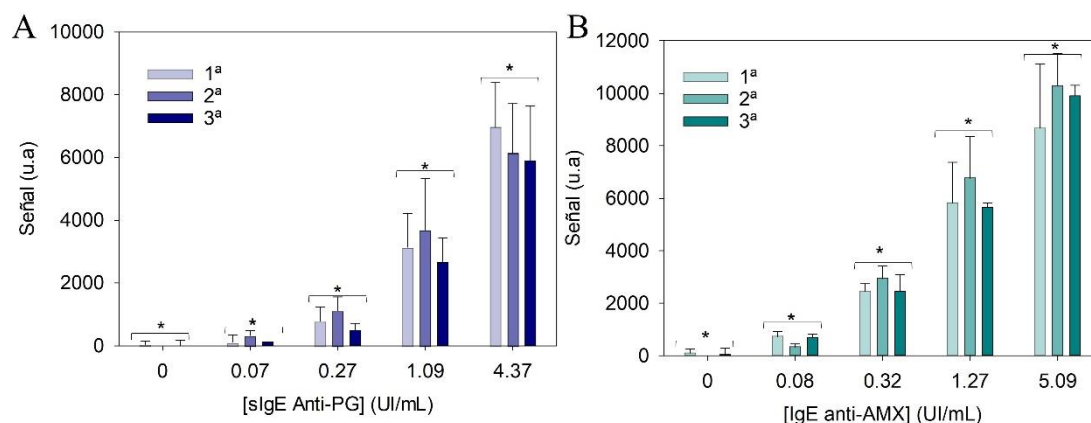 A
10000
8000
6000
4000
2000
0
Señal (u.a)
1ª
2ª
3ª
*
*
*
*
*
0
0.07
0.27
1.09
4.37
[sIgE Anti-PG] (UI/mL)
B
12000
10000
8000
6000
4000
2000
0
Señal (u.a)
1ª
2ª
3ª
*
*
*
*
*
0
0.08
0.32
1.27
5.09
[IgE anti-AMX] (UI/mL)